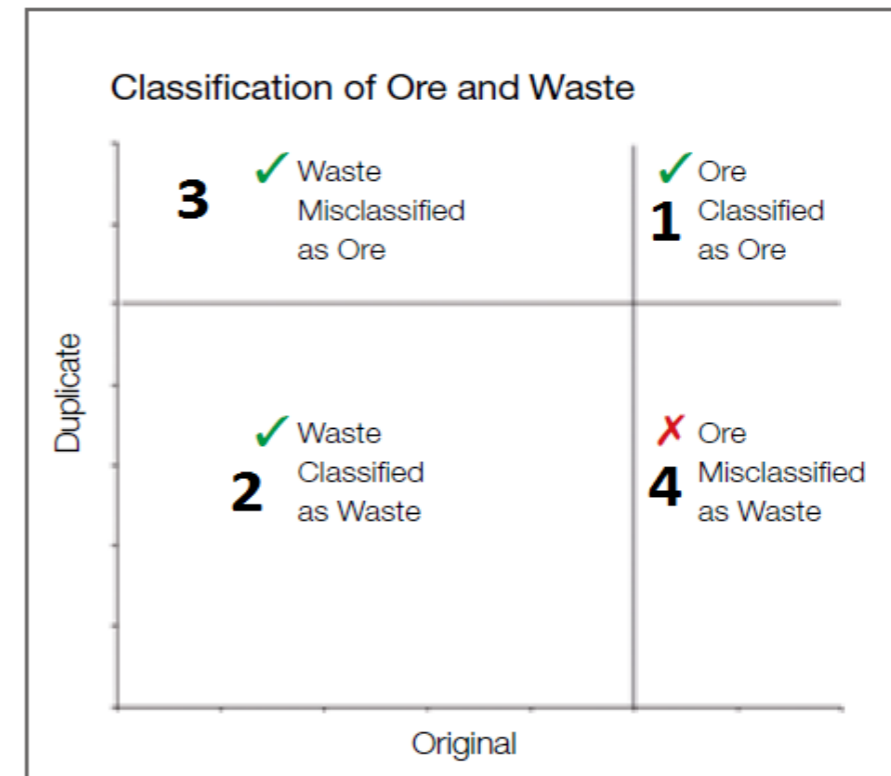 Classification of Ore and Waste
3
✓ Waste
Misclassified
as Ore
✓ Ore
1
Classified
as Ore
Duplicate
✓ Waste
2
Classified
as Waste
✗ Ore
4
Misclassified
as Waste
Original